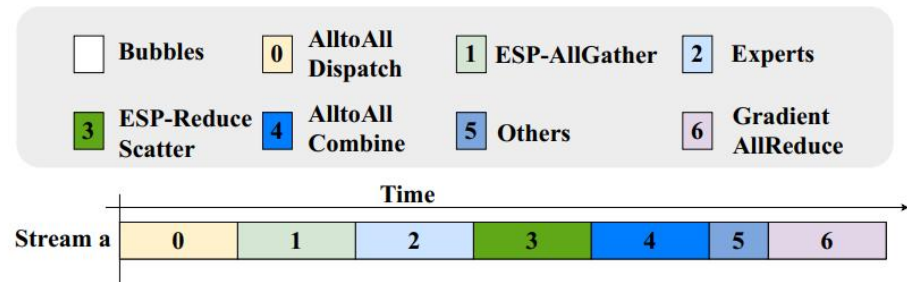 Bubbles
0 AlltoAll Dispatch
1 ESP-AllGather
2 Experts
3 ESP-Reduce Scatter
4 AlltoAll Combine
5 Others
6 Gradient AllReduce
Time
Stream a 0 1 2 3 4 5 6